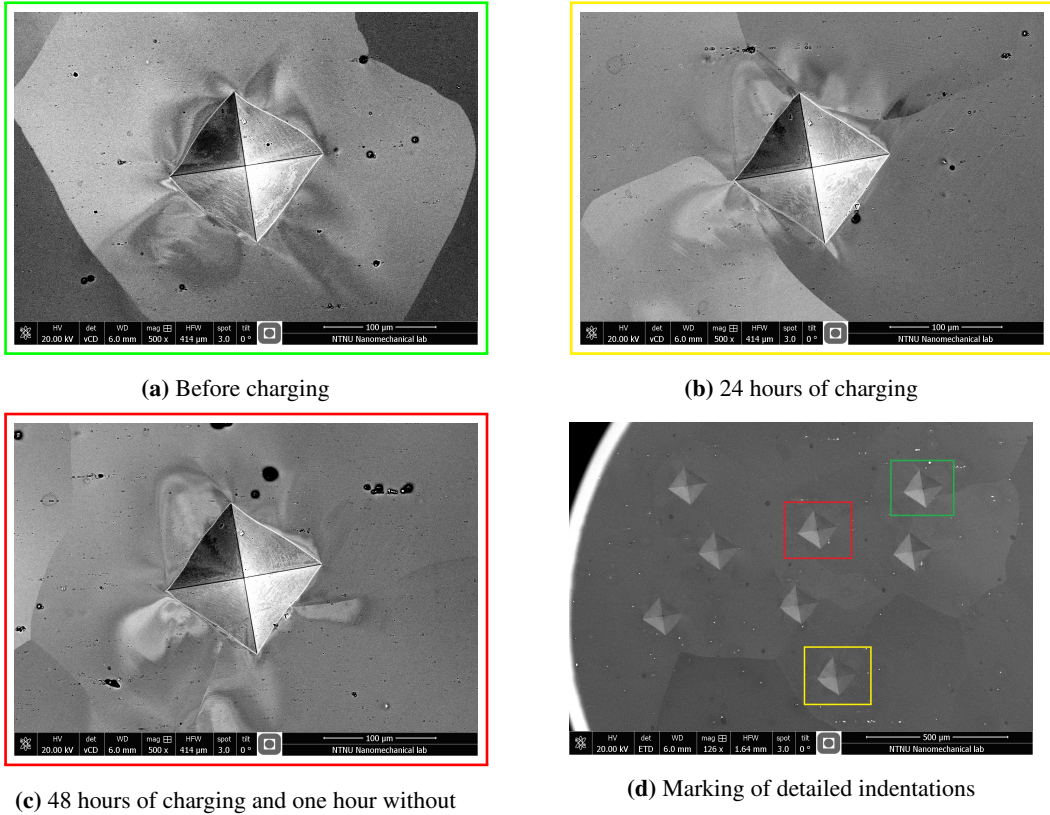 HV det WD mag HFW spot tilt 100 µm
20.00 kV vCD 6.0 mm 500 x 414 µm 3.0 0 ° NTNU Nanomechanical lab
(a) Before charging
HV det WD mag HFW spot tilt 100 µm
20.00 kV vCD 6.0 mm 500 x 414 µm 3.0 0 ° NTNU Nanomechanical lab
(b) 24 hours of charging
HV det WD mag HFW spot tilt 100 µm
20.00 kV vCD 6.0 mm 500 x 414 µm 3.0 0 ° NTNU Nanomechanical lab
(c) 48 hours of charging and one hour without
HV det WD mag HFW spot tilt 500 µm
20.00 kV ETD 6.0 mm 126 x 1.64 mm 3.0 0 ° NTNU Nanomechanical lab
(d) Marking of detailed indentations